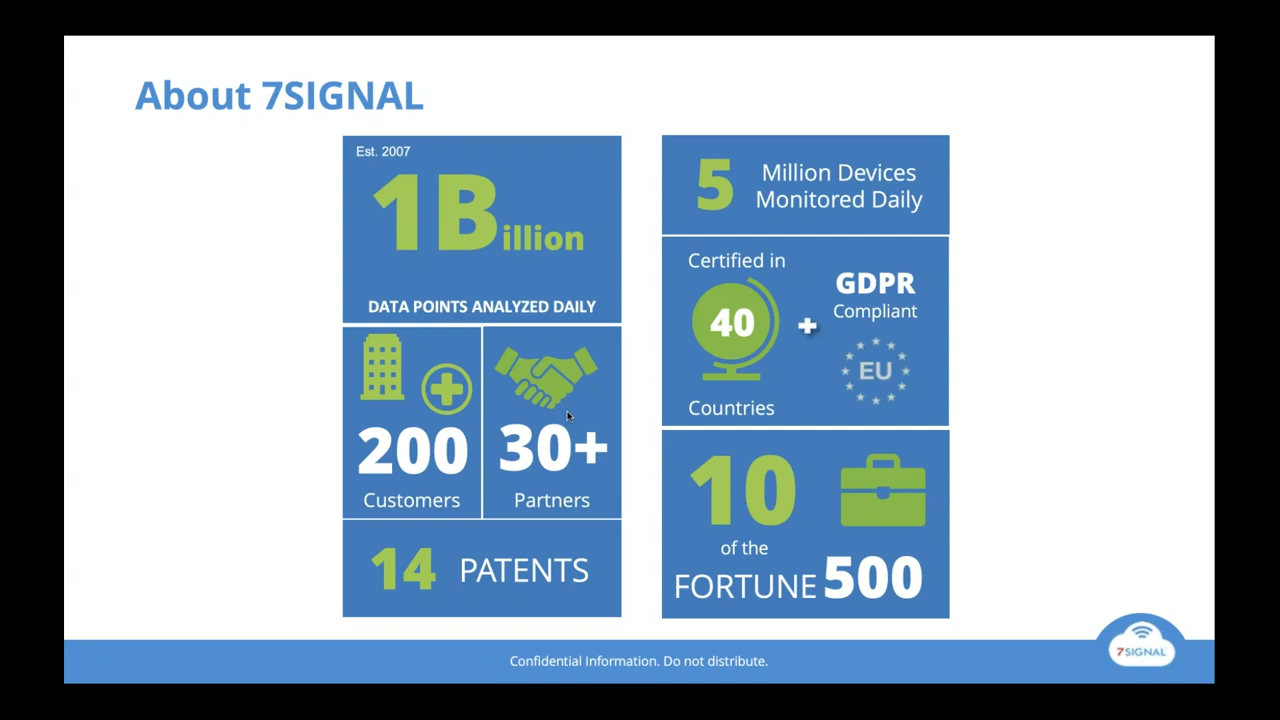 About 7SIGNAL
Est. 2007
1Billion
DATA POINTS ANALYZED DAILY
200
Customers
30+
Partners
14 PATENTS
5 Million Devices
Monitored Daily
Certified in
40
Countries
+
GDPR
Compliant
EU
10
of the
FORTUNE 500
Confidential Information. Do not distribute.
7SIGNAL